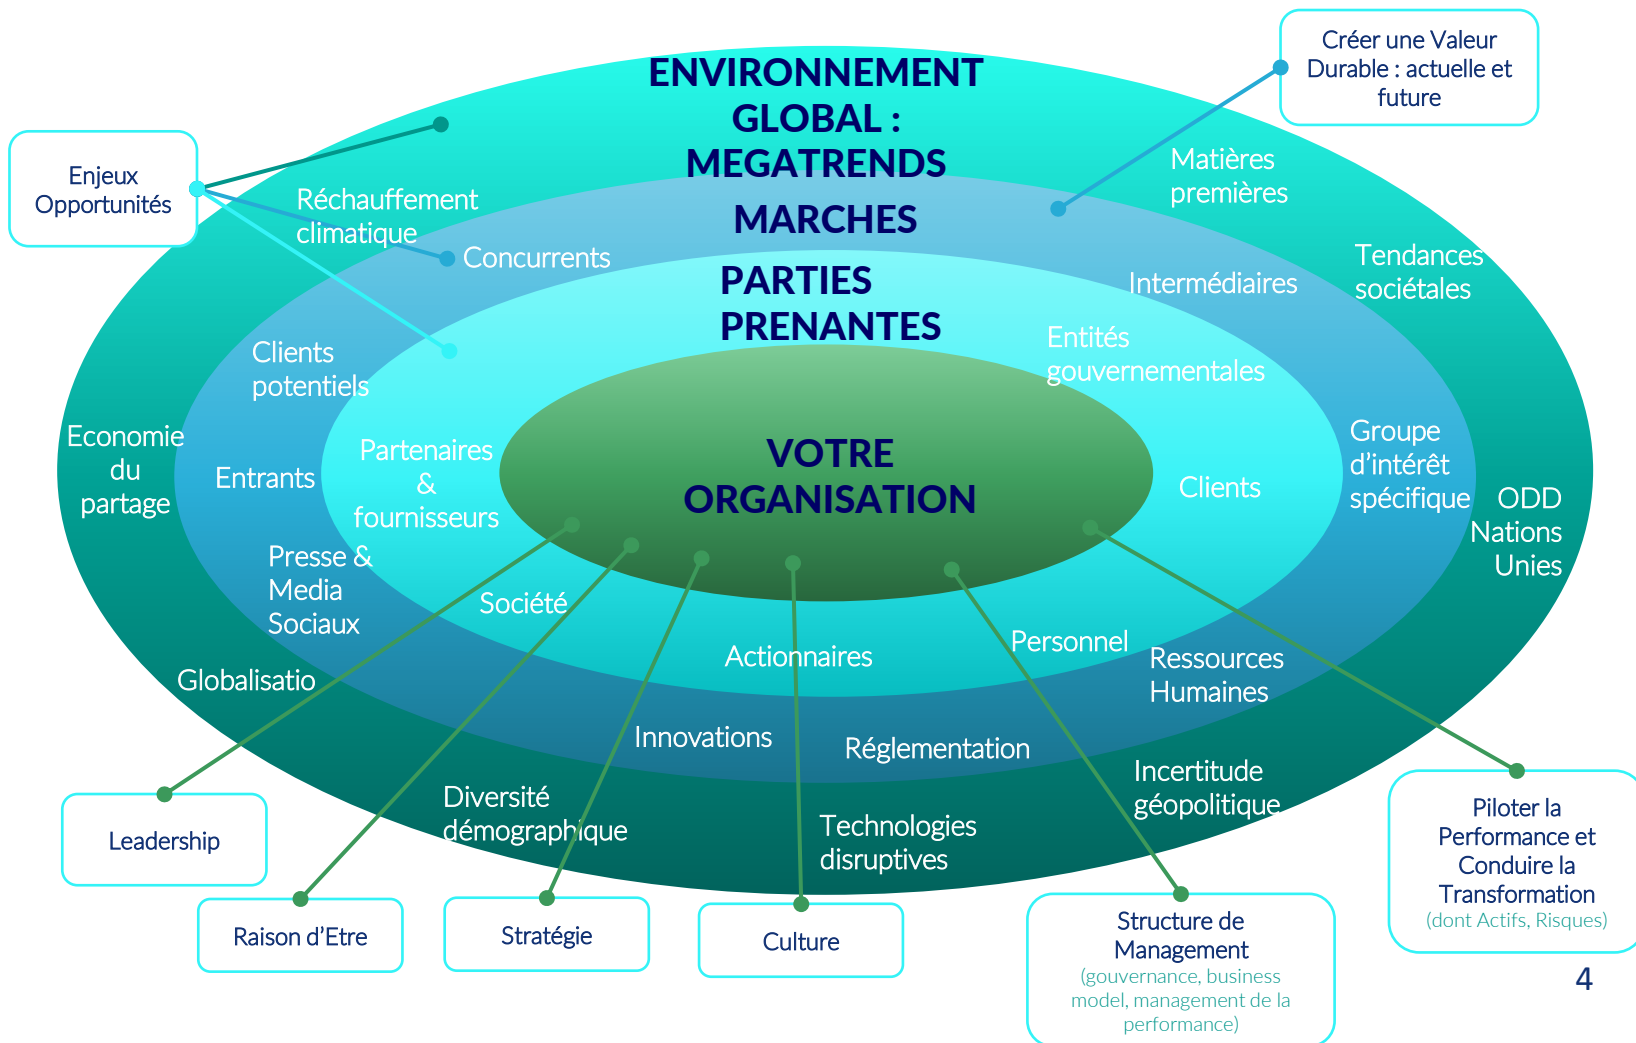 Créer une Valeur
Durable : actuelle et
future
ENVIRONNEMENT
GLOBAL :
MEGATRENDS
Enjeux
Opportunités
Matières
premières
Réchauffement
climatique
MARCHES
Concurrents
Tendances
sociétales
PARTIES
PRENANTES
Intermédiaires
Entités
gouvernementales
Clients
potentiels
Economie
du
partage
Entrants
Partenaires
&
fournisseurs
VOTRE
ORGANISATION
Clients
Groupe
d’intérêt
spécifique
ODD
Nations
Unies
Presse &
Media
Sociaux
Société
Actionnaires
Personnel
Ressources
Humaines
Globalisatio
Innovations
Réglementation
Incertitude
géopolitique
Diversité
démographique
Technologies
disruptives
Leadership
Raison d’Etre
Stratégie
Culture
Structure de
Management
(gouvernance, business
model, management de la
performance)
Piloter la
Performance et
Conduire la
Transformation
(dont Actifs, Risques)
4